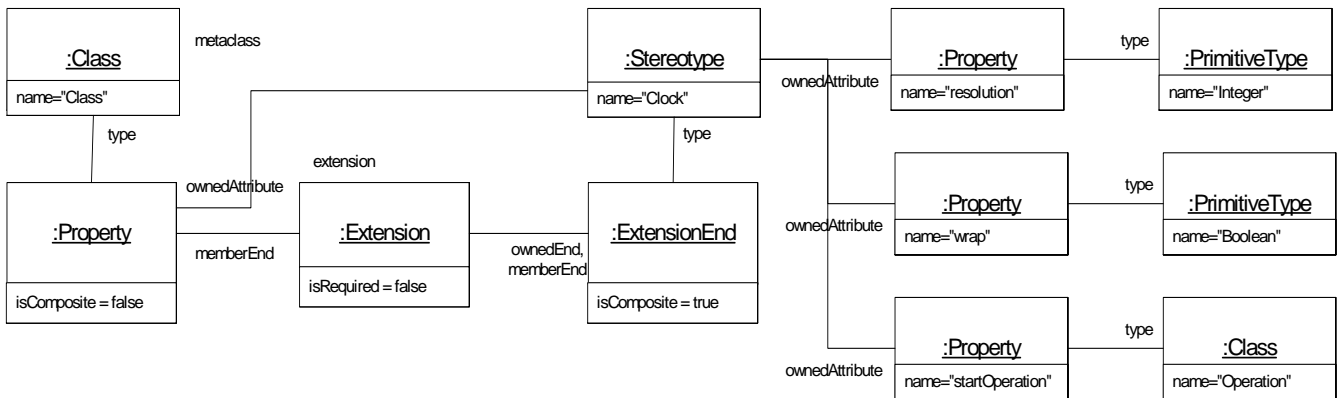 :Class
name="Class"
metaclass
:Stereotype
name="Clock"
ownedAttribute
:Property
name="resolution"
type
:PrimitiveType
name="Integer"
type
type
extension
ownedAttribute
:Property
isComposite = false
memberEnd
:Extension
isRequired = false
ownedEnd,
memberEnd
:ExtensionEnd
isComposite = true
ownedAttribute
:Property
name="wrap"
type
:PrimitiveType
name="Boolean"
ownedAttribute
:Property
name="startOperation"
type
:Class
name="Operation"